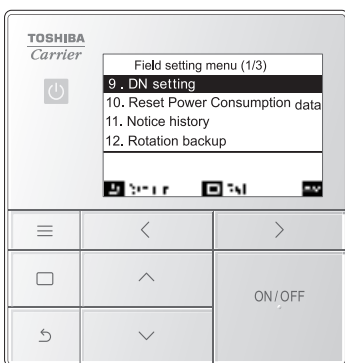 TOSHIBA
Carrier
Field setting menu (1/3)
9. DN setting
10. Reset Power Consumption data
11. Notice history
12. Rotation backup
ON/OFF